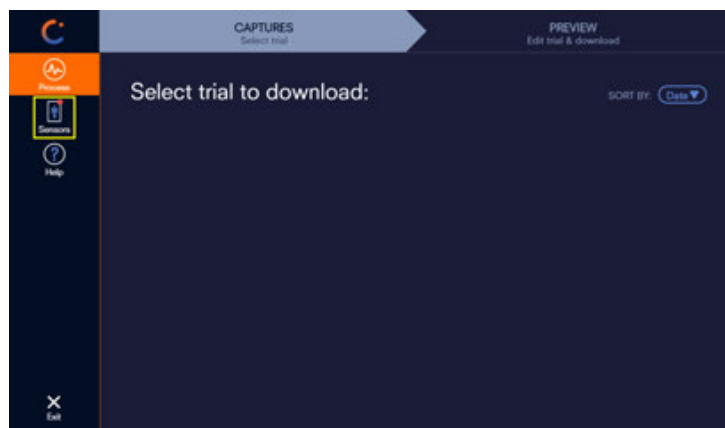 CAPTURES
Select trial
PREVIEW
Edit trial & download
Process
Sensors
Help
Exit
Select trial to download:
SORT BY: Date ▼